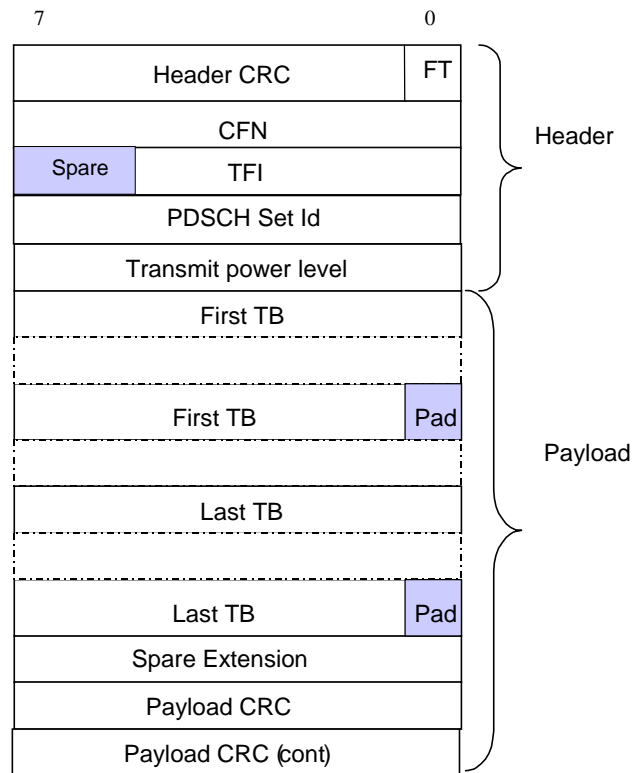 7 0
Header CRC FT
CFN
Spare TFI
PDSCH Set Id
Transmit power level
Header
First TB
First TB Pad
Payload
Last TB
Last TB Pad
Spare Extension
Payload CRC
Payload CRC (cont)